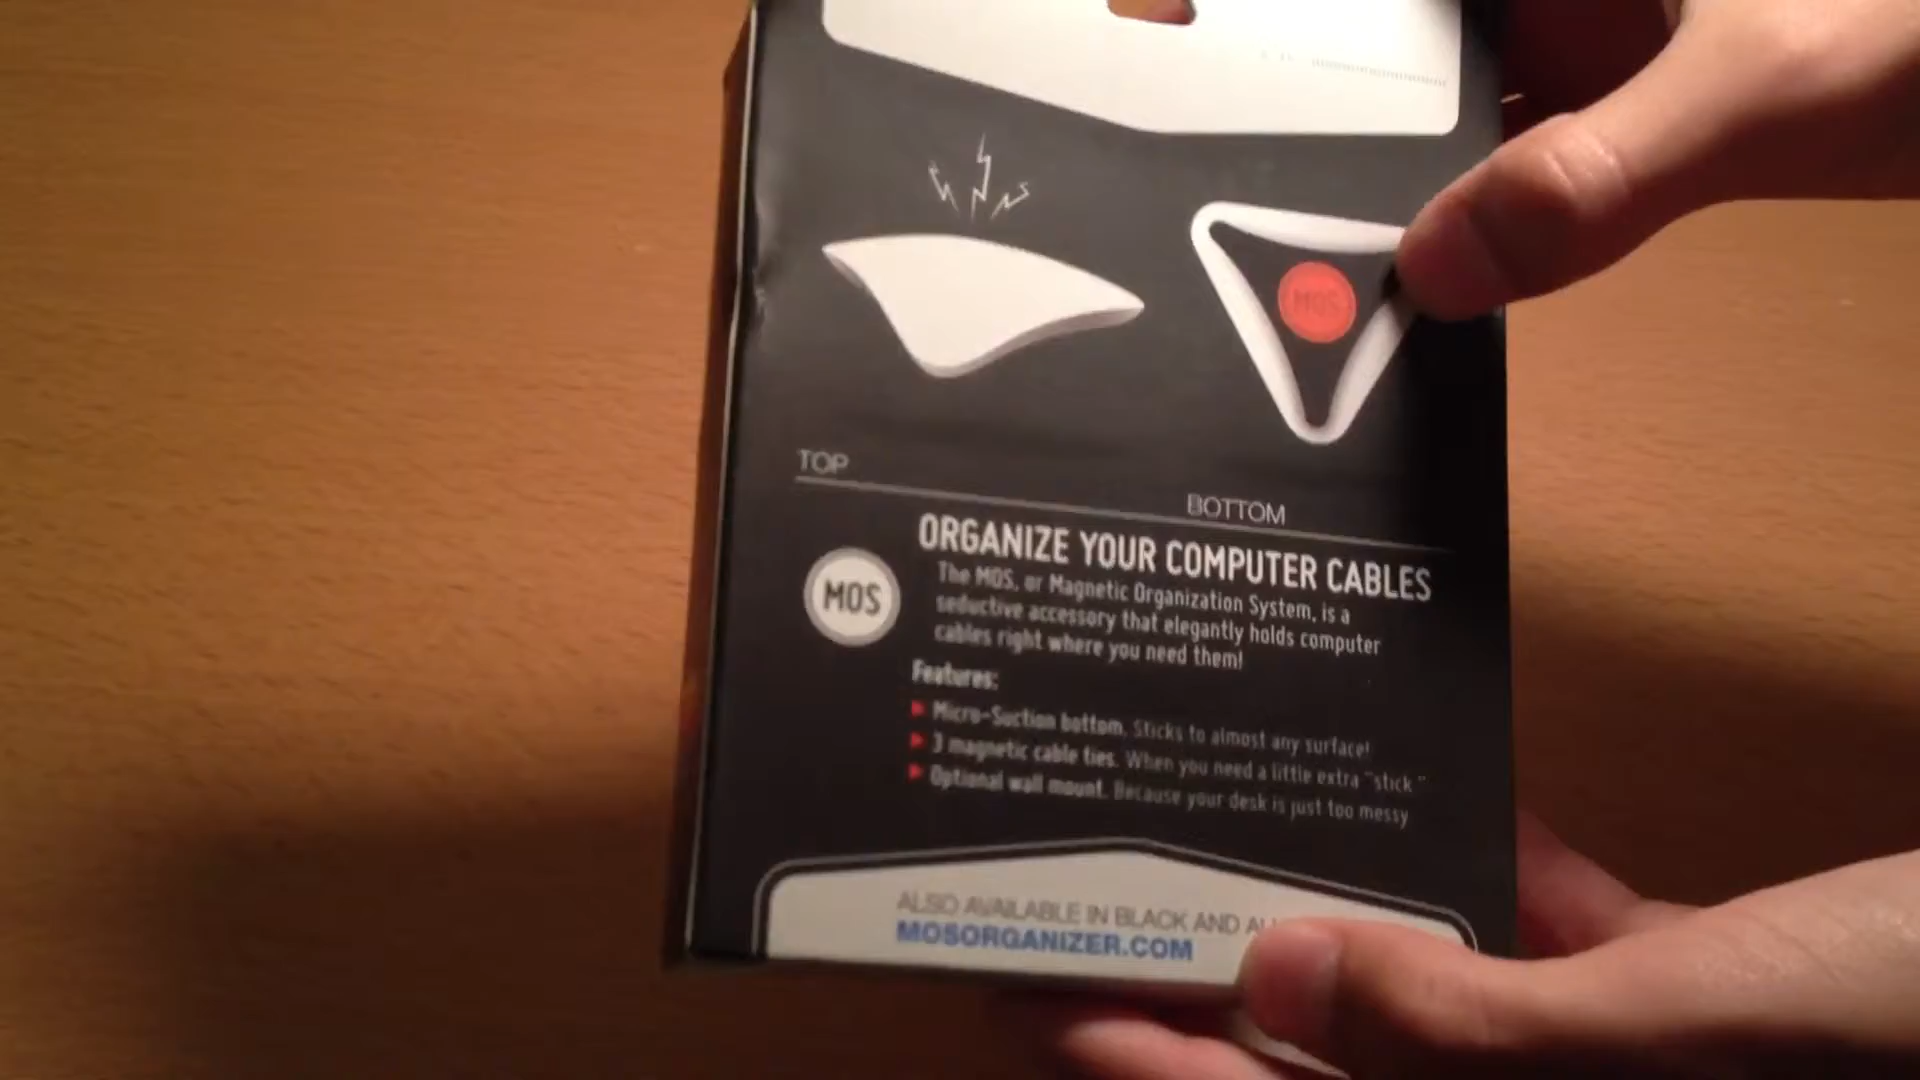 MOS
TOP
BOTTOM
ORGANIZE YOUR COMPUTER CABLES
MOS
The MOS, or Magnetic Organization System, is a
seductive accessory that elegantly holds computer
cables right where you need them!
Features:
Micro-Suction bottom. Sticks to almost any surface!
3 magnetic cable ties. When you need a little extra "stick"
Optional wall mount. Because your desk is just too messy
ALSO AVAILABLE IN BLACK AND
MOSORGANIZER.COM